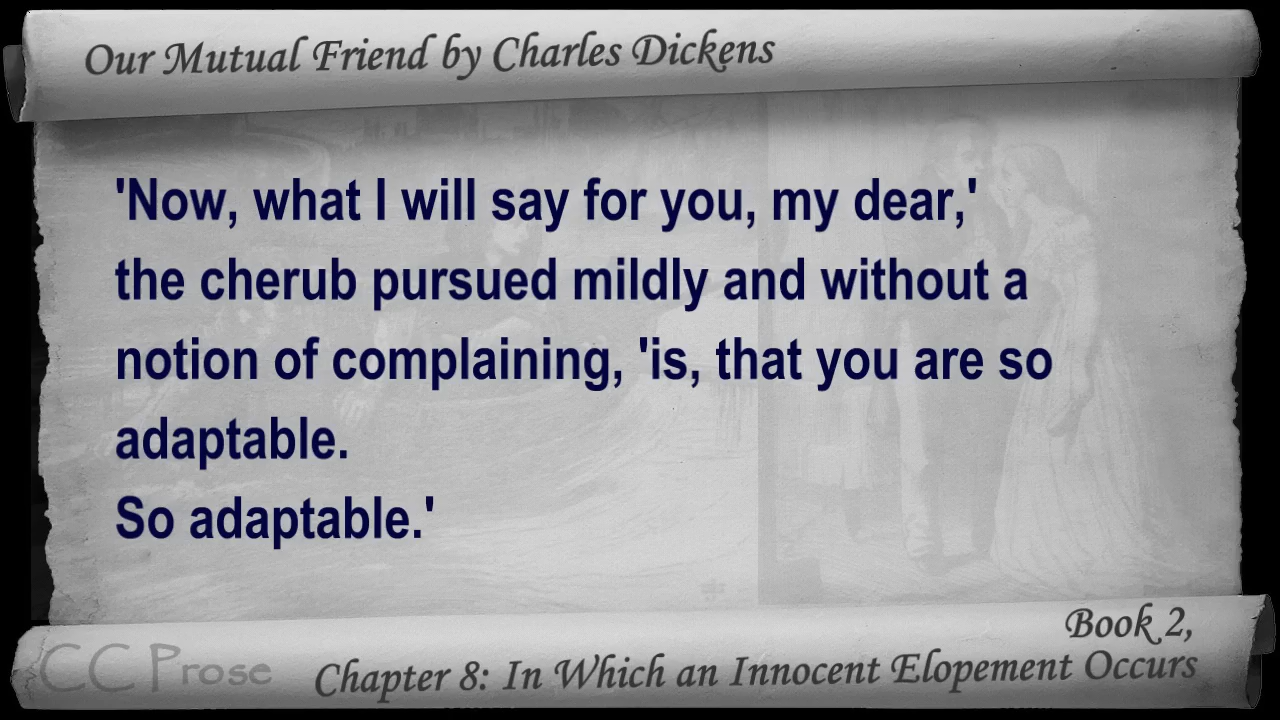 Our Mutual Friend by Charles Dickens
'Now, what I will say for you, my dear,'
the cherub pursued mildly and without a
notion of complaining, 'is, that you are so
adaptable.
So adaptable.'
Book 2,
CC Prose
Chapter 8: In Which an Innocent Elopement Occurs